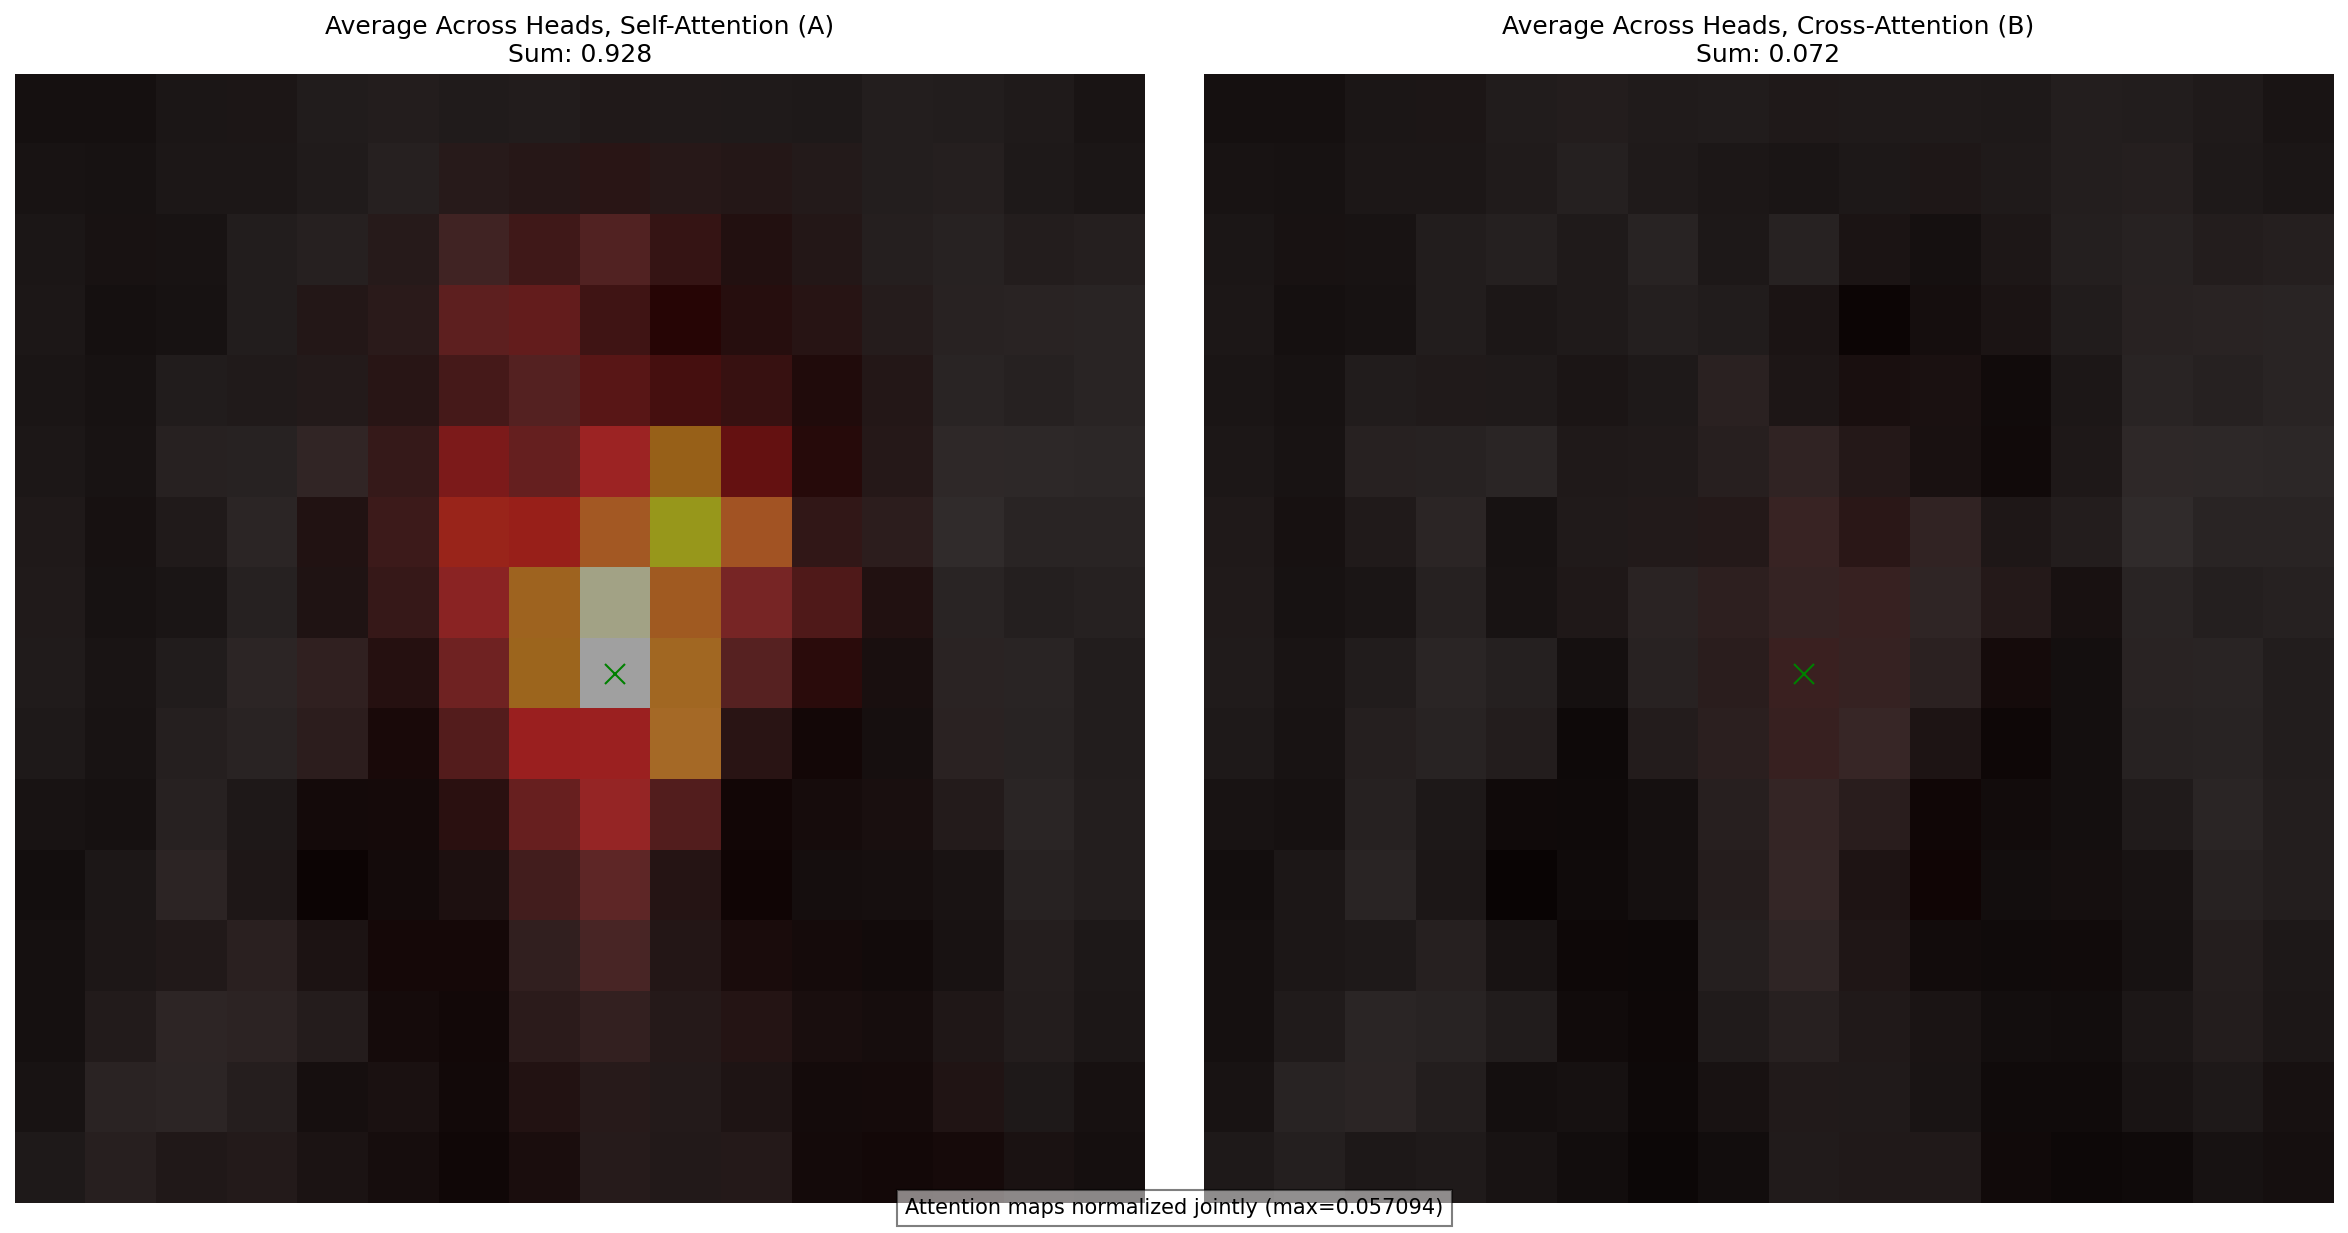 Average Across Heads, Self-Attention (A)
Sum: 0.928
Average Across Heads, Cross-Attention (B)
Sum: 0.072
Attention maps normalized jointly (max=0.057094)